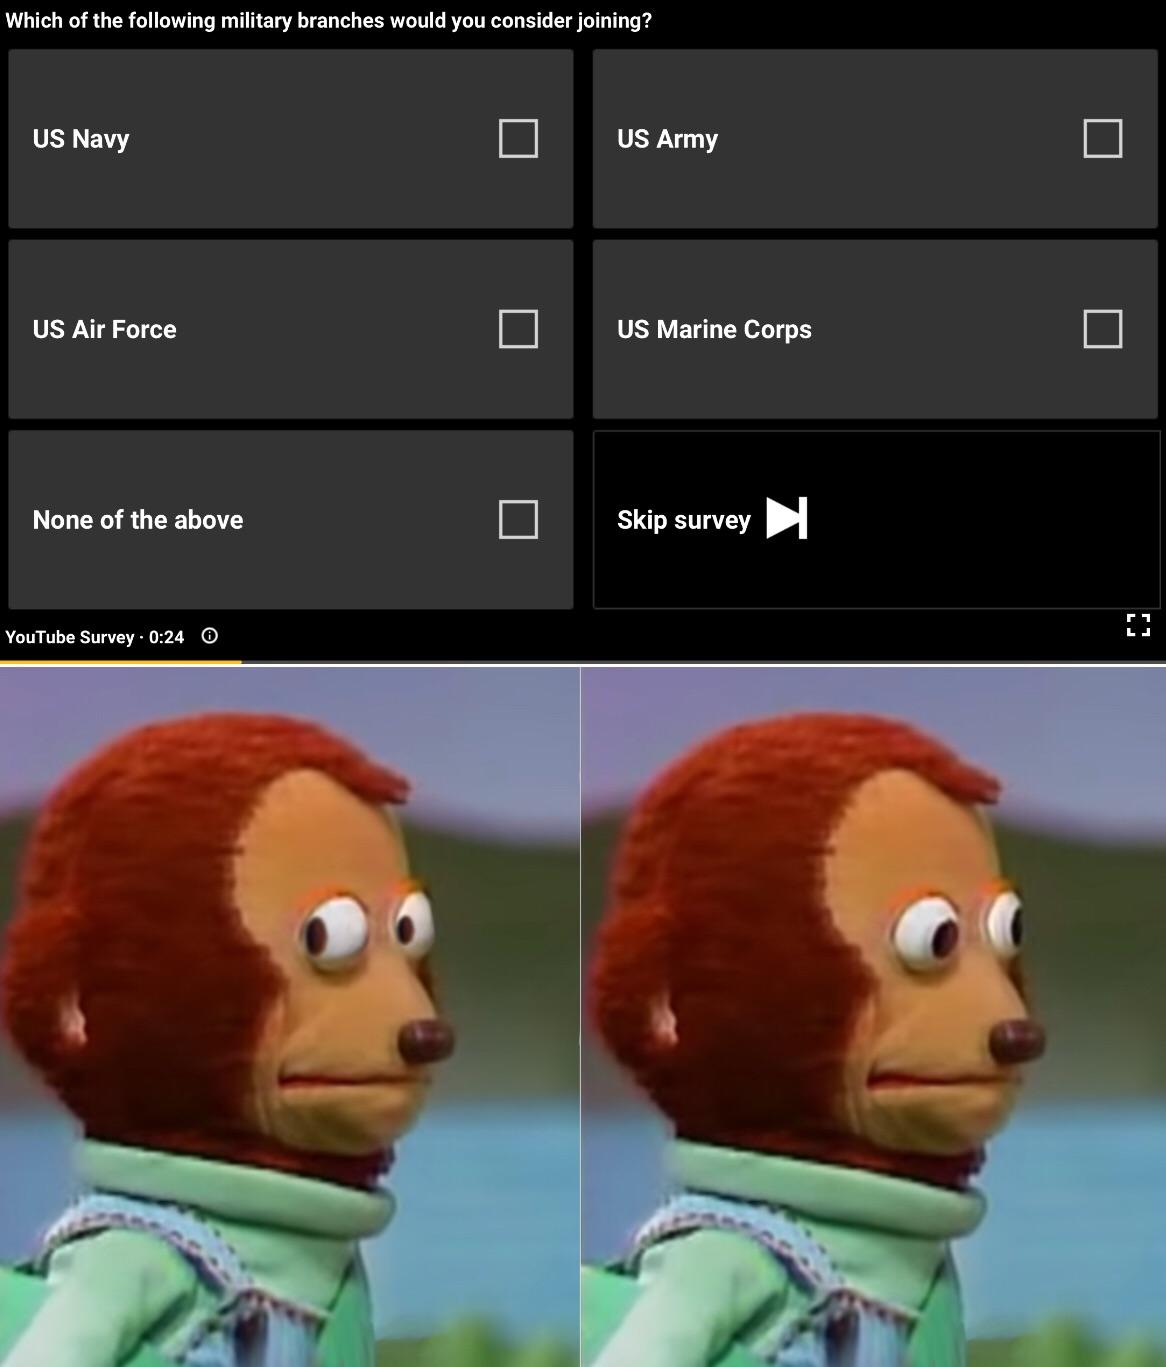 Which of the following military branches would you consider joining?
US Navy
US Army
US Air Force
US Marine Corps
None of the above
Skip survey
YouTube Survey · 0:24